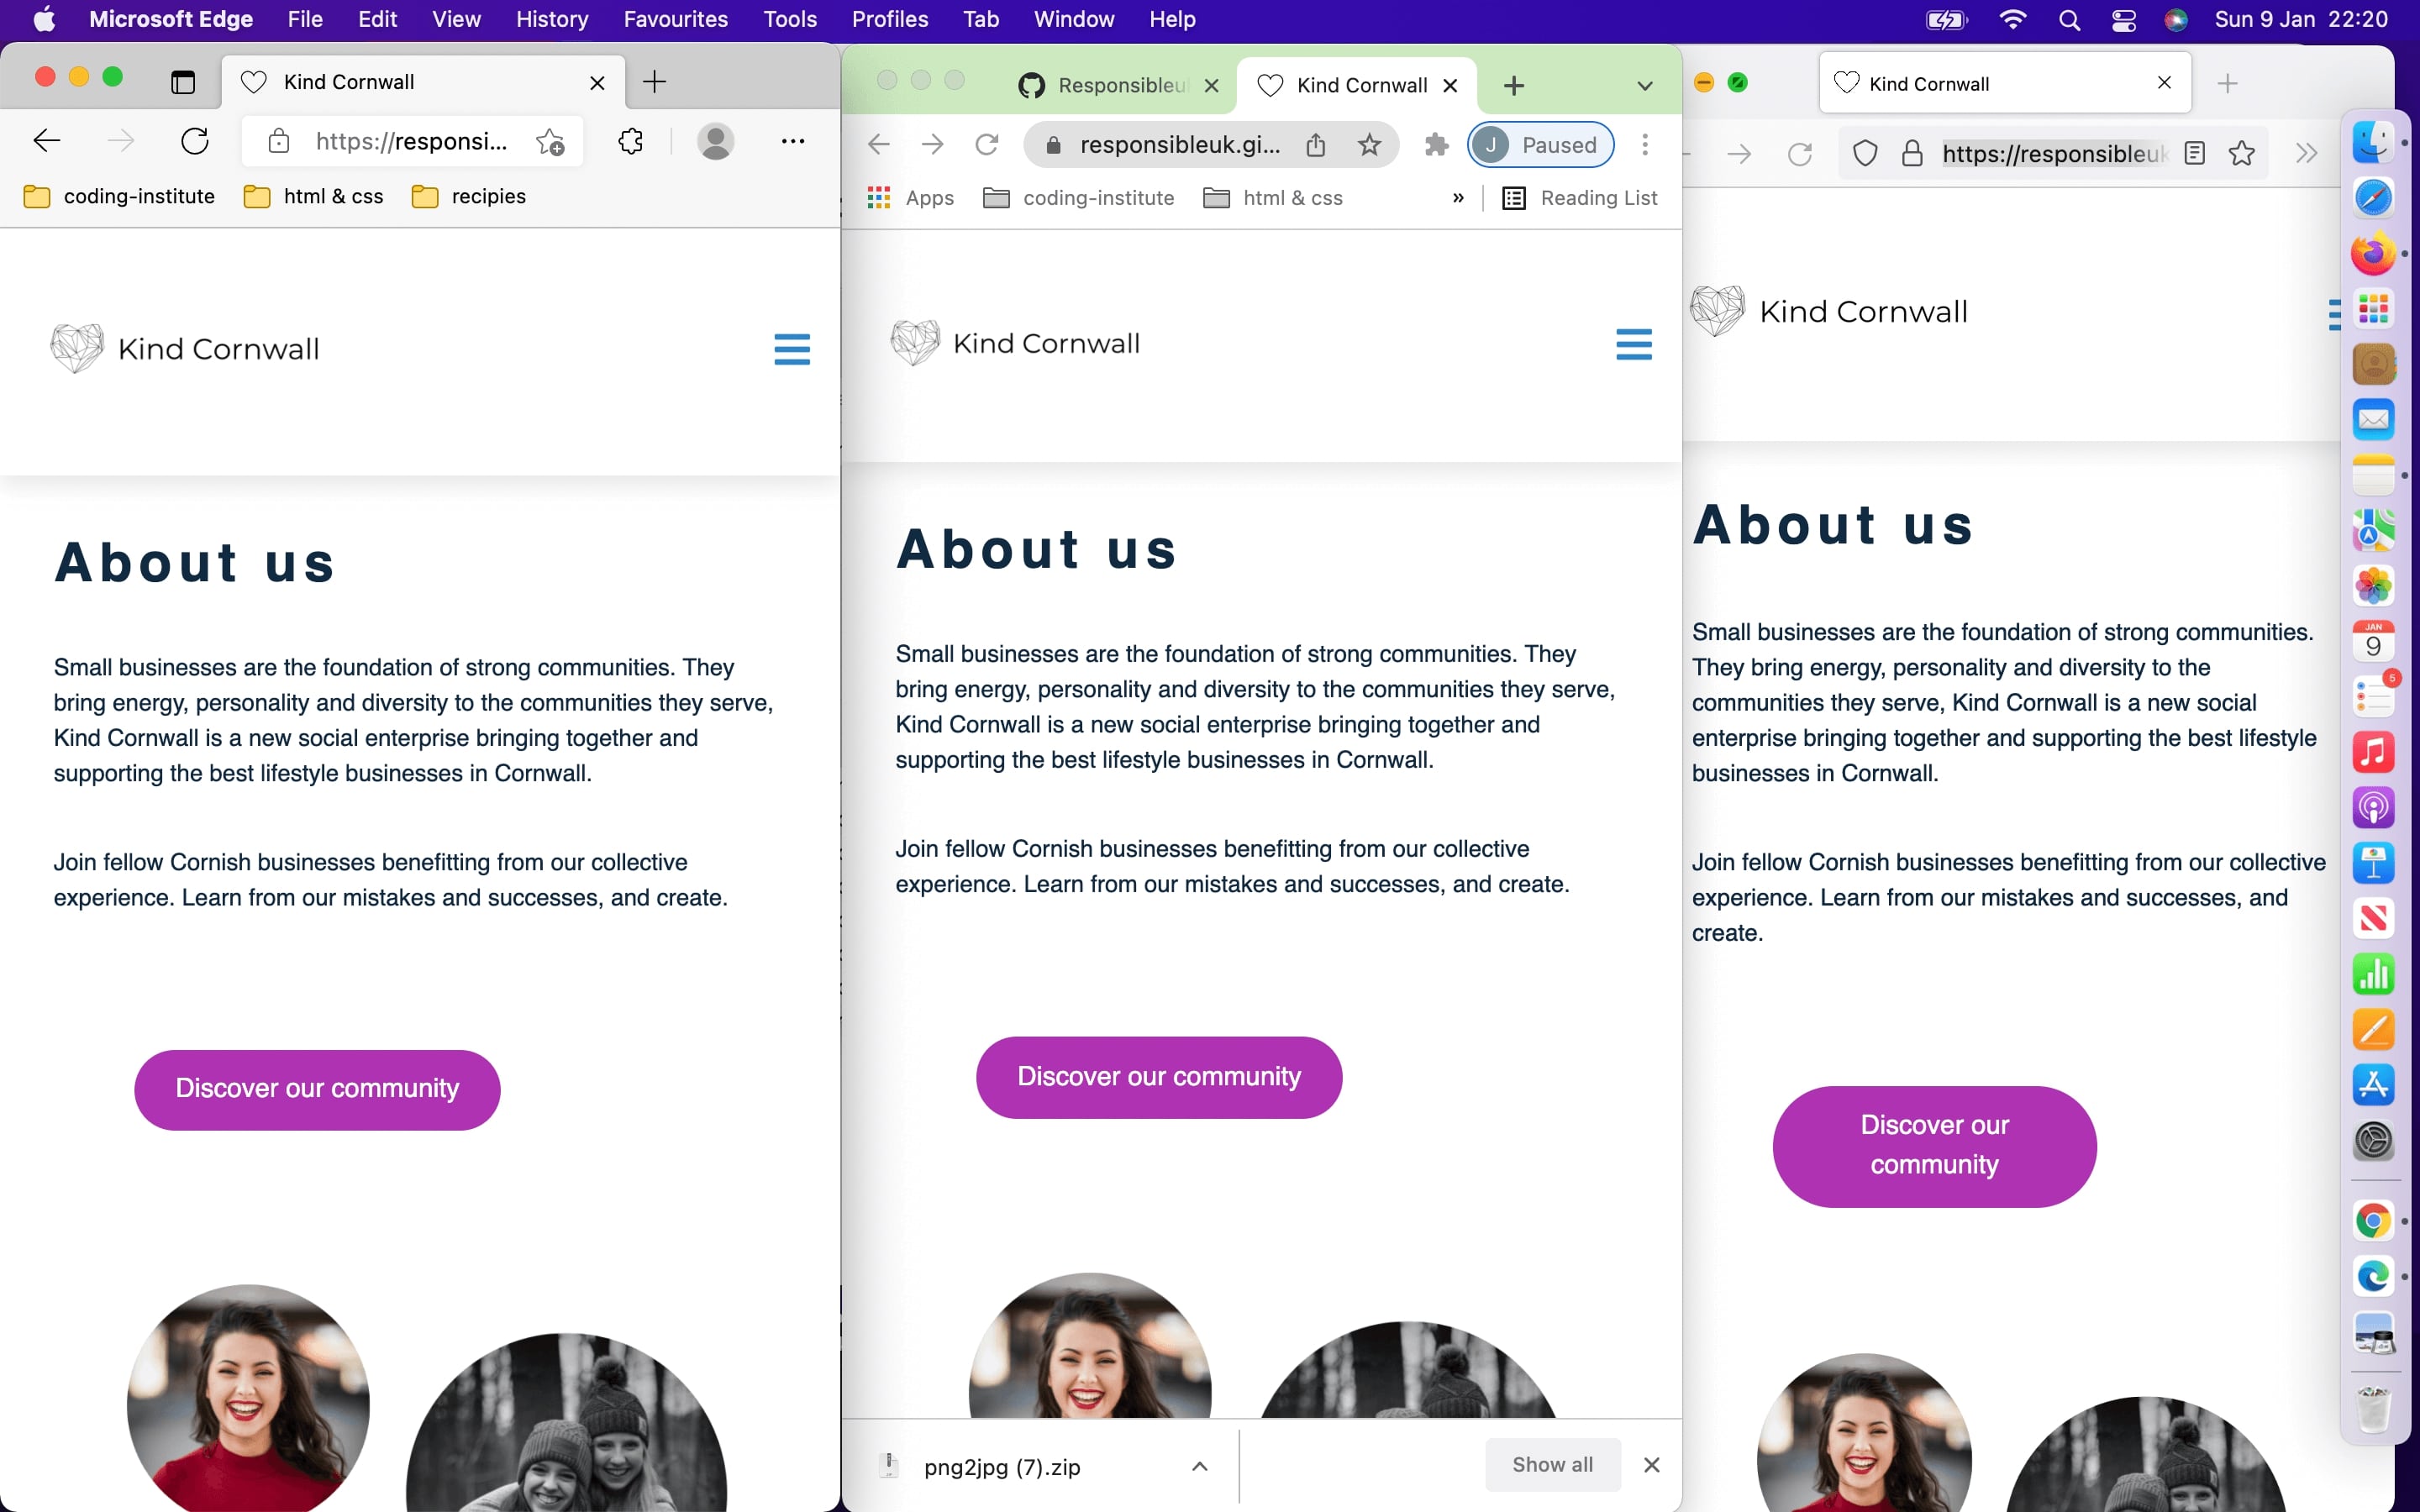 Microsoft Edge File Edit View History Favourites Tools Profiles Tab Window Help Sun 9 Jan 22:20
Kind Cornwall
https://responsi...
coding-institute html & css recipies
Kind Cornwall
About us
Small businesses are the foundation of strong communities. They
bring energy, personality and diversity to the communities they serve,
Kind Cornwall is a new social enterprise bringing together and
supporting the best lifestyle businesses in Cornwall.
Join fellow Cornish businesses benefitting from our collective
experience. Learn from our mistakes and successes, and create.
Discover our community
Responsibleu Kind Cornwall
responsibleuk.gi... J Paused
Apps coding-institute html & css » Reading List
Kind Cornwall
About us
Small businesses are the foundation of strong communities. They
bring energy, personality and diversity to the communities they serve,
Kind Cornwall is a new social enterprise bringing together and
supporting the best lifestyle businesses in Cornwall.
Join fellow Cornish businesses benefitting from our collective
experience. Learn from our mistakes and successes, and create.
Discover our community
png2jpg (7).zip Show all
Kind Cornwall
https://responsibleuk
Kind Cornwall
About us
Small businesses are the foundation of strong communities.
They bring energy, personality and diversity to the
communities they serve, Kind Cornwall is a new social
enterprise bringing together and supporting the best lifestyle
businesses in Cornwall.
Join fellow Cornish businesses benefitting from our collective
experience. Learn from our mistakes and successes, and
create.
Discover our
community
JAN
9
5